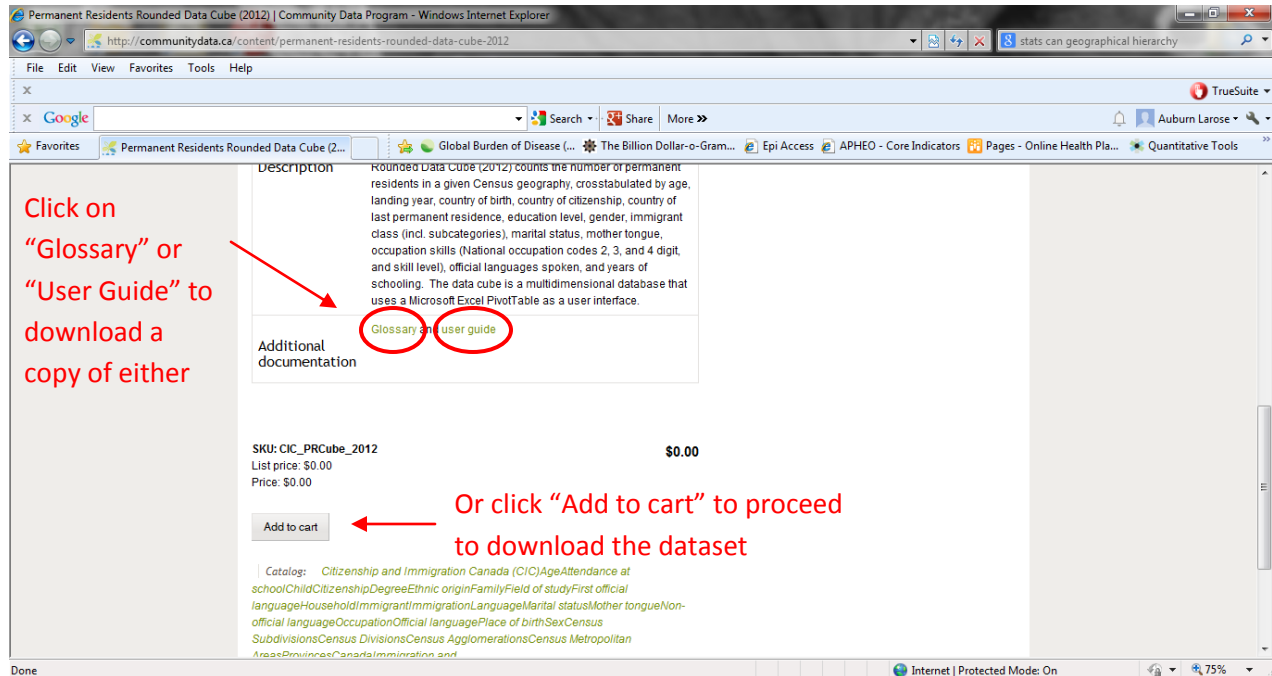 Permanent Residents Rounded Data Cube (2012) | Community Data Program - Windows Internet Explorer
http://communitydata.ca/content/permanent-residents-rounded-data-cube-2012
stats can geographical hierarchy
File Edit View Favorites Tools Help
x
TrueSuite
x Google
Search
Share
More »
Auburn Larose
Favorites
Permanent Residents Rounded Data Cube (2...
Global Burden of Disease (...
The Billion Dollar-o-Gram...
Epi Access
APHEO - Core Indicators
Pages - Online Health Pla...
Quantitative Tools
»
Description
Rounded Data Cube (2012) counts the number of permanent
residents in a given Census geography, crosstabulated by age,
landing year, country of birth, country of citizenship, country of
last permanent residence, education level, gender, immigrant
class (incl. subcategories), marital status, mother tongue,
occupation skills (National occupation codes 2, 3, and 4 digit,
and skill level), official languages spoken, and years of
schooling. The data cube is a multidimensional database that
uses a Microsoft Excel PivotTable as a user interface.
Click on
“Glossary” or
“User Guide” to
download a
copy of either
Additional
documentation
Glossary and user guide
SKU: CIC_PRCube_2012
$0.00
List price: $0.00
Price: $0.00
Add to cart
Or click “Add to cart” to proceed
to download the dataset
Catalog: Citizenship and Immigration Canada (CIC)AgeAttendance at
schoolChildCitizenshipDegreeEthnic originFamilyField of studyFirst official
languageHouseholdImmigrantImmigrationLanguageMarital statusMother tongueNon-
official languageOccupationOfficial languagePlace of birthSexCensus
SubdivisionsCensus DivisionsCensus AgglomerationsCensus Metropolitan
AreasProvincesCanadaImmigration and
Done
Internet | Protected Mode: On
75%